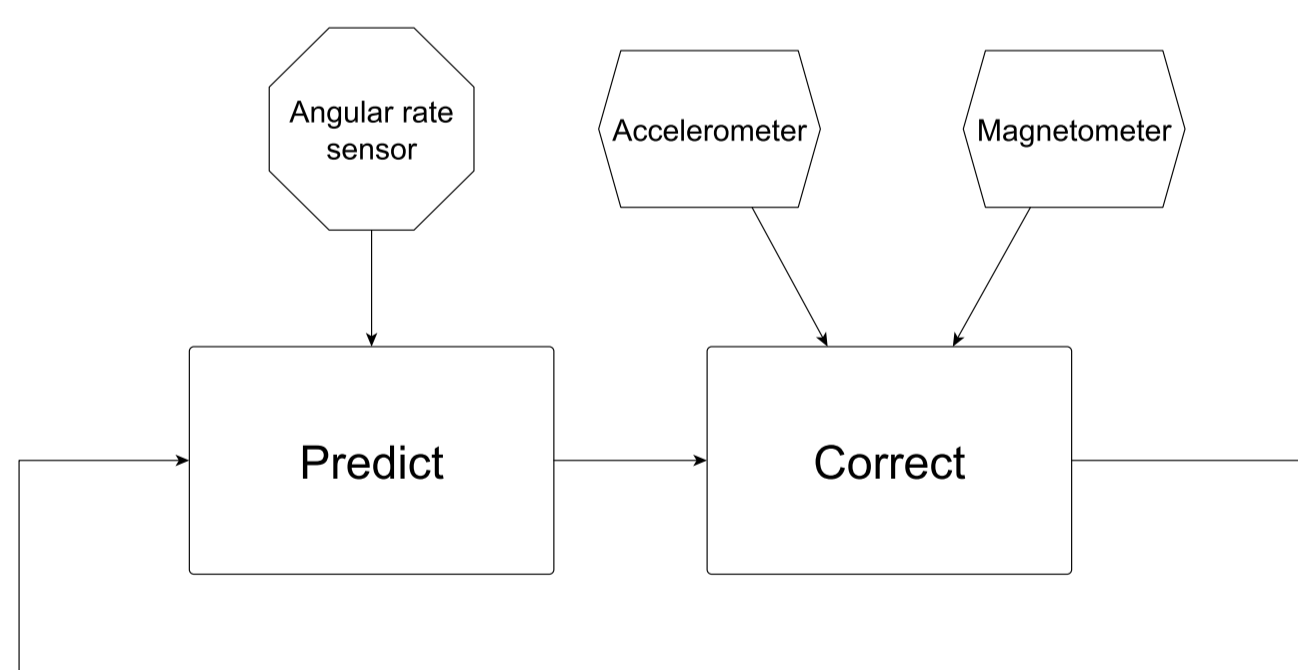 Angular rate
sensor
Accelerometer
Magnetometer
Predict
Correct